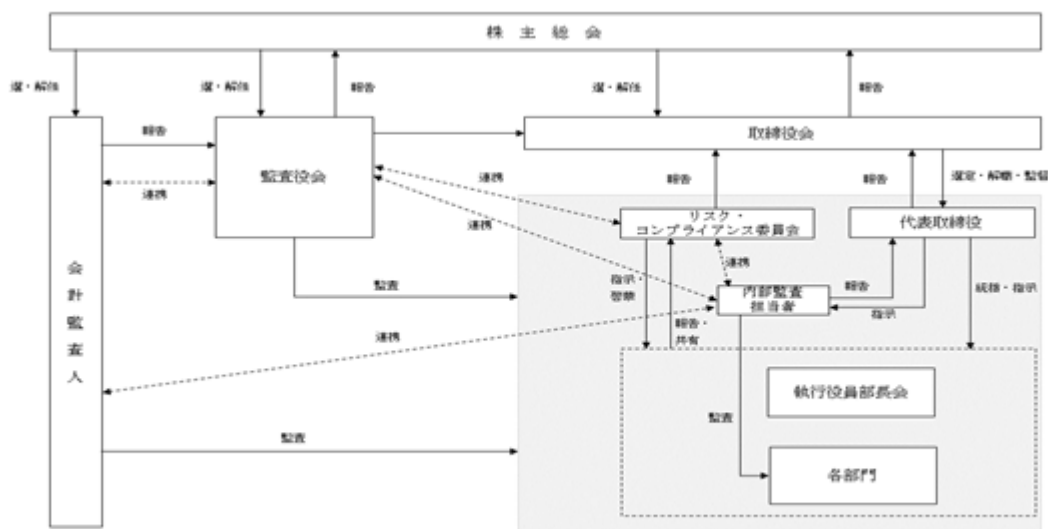 株主総会
選・解任
選・解任
報告
選・解任
報告
報告
監査役会
取締役会
連携
連携
報告
報告
選定・解職・監督
リスク・
コンプライアンス委員会
代表取締役
連携
連携
監査
指示・
内部監査
担当者
報告
指示
統括・指示
報告・
共有
連携
会計監査人
監査
執行役員部長会
監査
各部門